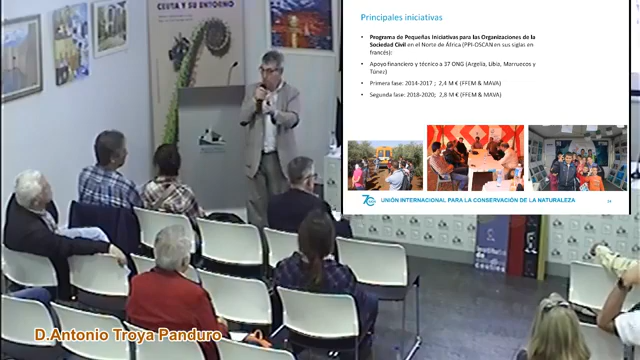 CEUTA Y SU ENTORNO
Principales iniciativas
• Programa de Pequeñas Iniciativas para las Organizaciones de la
Sociedad Civil en el Norte de África (PPI-OSCAN en sus siglas en
francés):
• Apoyo financiero y técnico a 37 ONG (Argelia, Libia, Marruecos y
Túnez)
• Primera fase: 2014-2017 ; 2,4 M € (FFEM & MAVA)
• Segunda fase: 2018-2020; 2,8 M € (FFEM & MAVA)
UNIÓN INTERNACIONAL PARA LA CONSERVACIÓN DE LA NATURALEZA
D.Antonio Troya Panduro